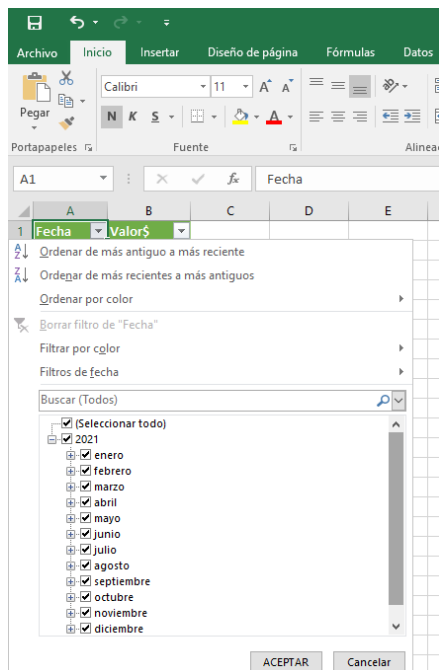 Archivo Inicio Insertar Diseño de página Fórmulas Datos
Calibri 11 A A
Pegar N K S A
Portapapeles Fuente Alinea
A1 fx Fecha
A B C D E
1 Fecha Valor$
Ordenar de más antiguo a más reciente
Ordenar de más recientes a más antiguos
Ordenar por color
Borrar filtro de "Fecha"
Filtrar por color
Filtros de fecha
Buscar (Todos)
(Seleccionar todo)
2021
enero
febrero
marzo
abril
mayo
junio
julio
agosto
septiembre
octubre
noviembre
diciembre
ACEPTAR Cancelar